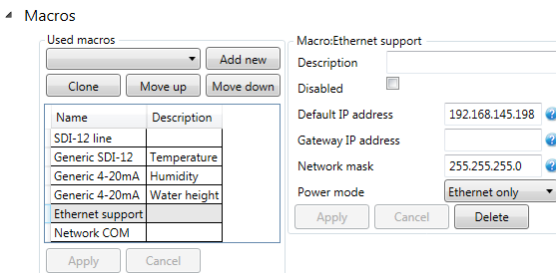 Macros
Used macros
Add new
Clone Move up Move down
Name Description
SDI-12 line
Generic SDI-12 Temperature
Generic 4-20mA Humidity
Generic 4-20mA Water height
Ethernet support
Network COM
Apply Cancel
Macro:Ethernet support
Description
Disabled
Default IP address 192.168.145.198 ?
Gateway IP address ?
Network mask 255.255.255.0 ?
Power mode Ethernet only
Apply Cancel Delete